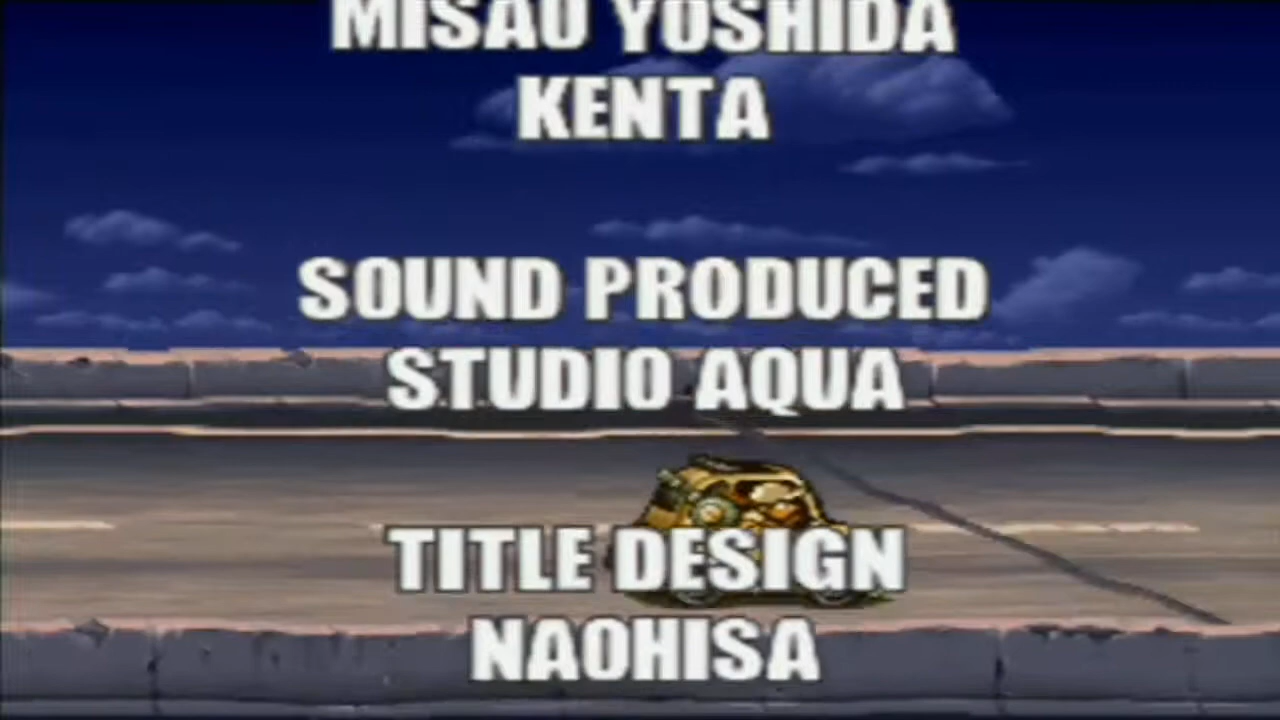 MISAO YOSHIDA
KENTA
SOUND PRODUCED
STUDIO AQUA
TITLE DESIGN
NAOHISA